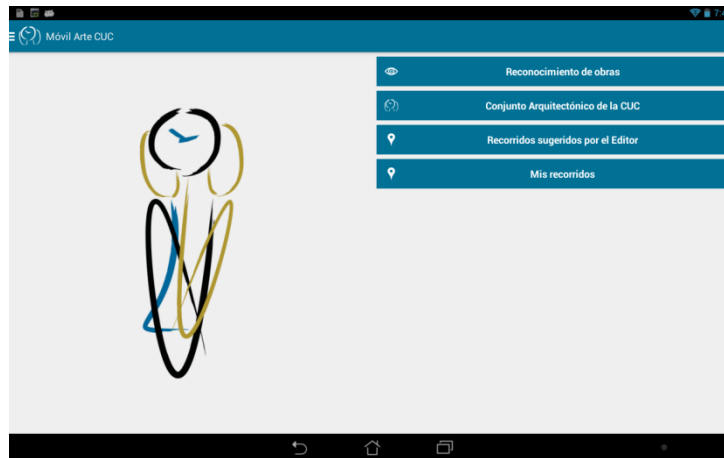 Móvil Arte CUC
Reconocimiento de obras
Conjunto Arquitectónico de la CUC
Recorridos sugeridos por el Editor
Mis recorridos